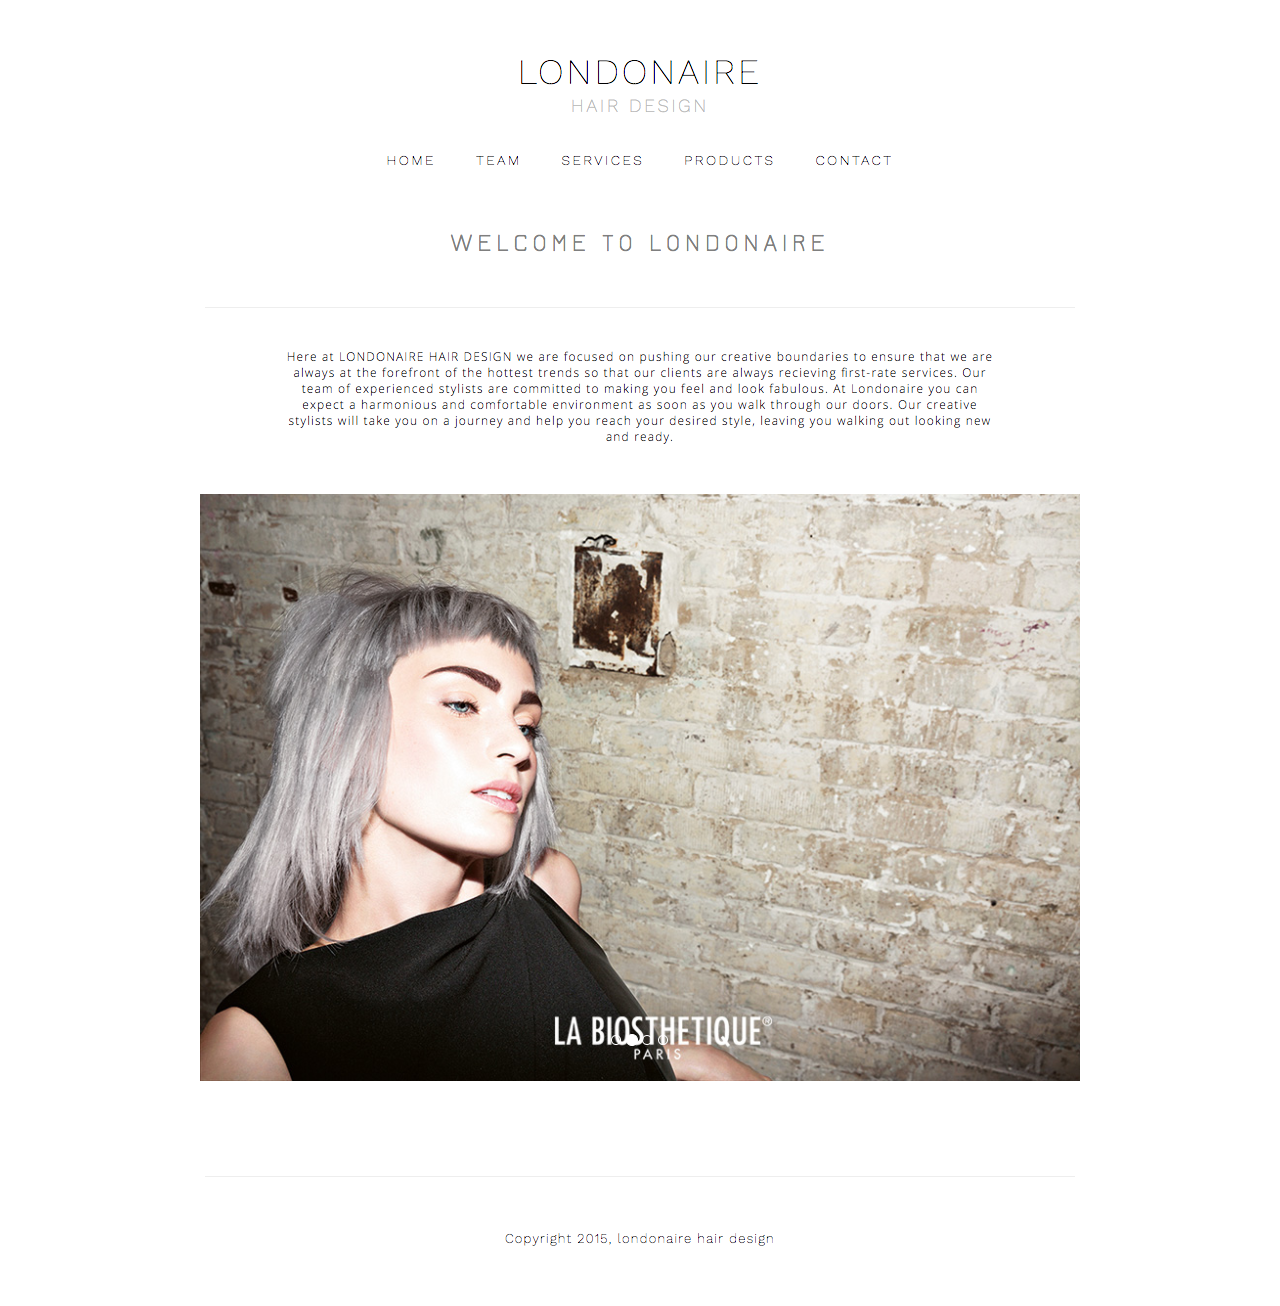 LONDONAIRE
HAIR DESIGN
HOME TEAM SERVICES PRODUCTS CONTACT
WELCOME TO LONDONAIRE
Here at LONDONAIRE HAIR DESIGN we are focused on pushing our creative boundaries to ensure that we are
always at the forefront of the hottest trends so that our clients are always recieving first-rate services. Our
team of experienced stylists are committed to making you feel and look fabulous. At Londonaire you can
expect a harmonious and comfortable environment as soon as you walk through our doors. Our creative
stylists will take you on a journey and help you reach your desired style, leaving you walking out looking new
and ready.
LA BIOSTHETIQUE®
PARIS
Copyright 2015, londonaire hair design